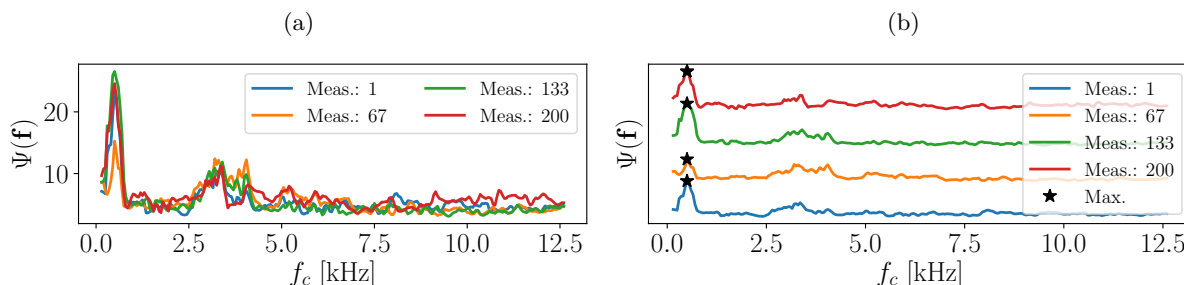 (a)
Ψ(f)
20
10
Meas.: 1
Meas.: 67
Meas.: 133
Meas.: 200
0.0 2.5 5.0 7.5 10.0 12.5
f_c [kHz]
(b)
Ψ(f)
Meas.: 1
Meas.: 67
Meas.: 133
Meas.: 200
Max.
0.0 2.5 5.0 7.5 10.0 12.5
f_c [kHz]